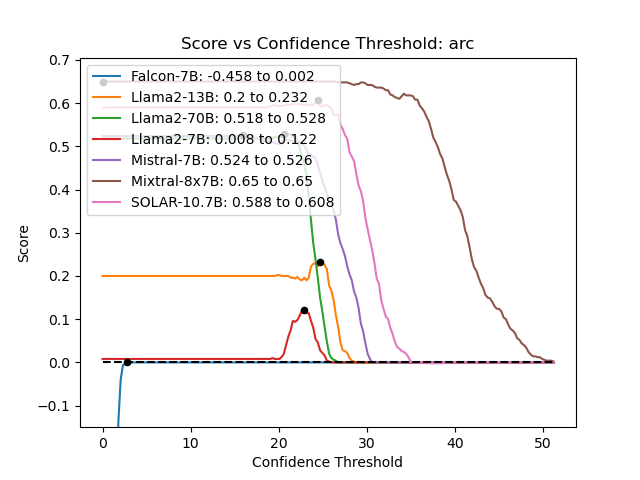 Score vs Confidence Threshold: arc
Falcon-7B: -0.458 to 0.002
Llama2-13B: 0.2 to 0.232
Llama2-70B: 0.518 to 0.528
Llama2-7B: 0.008 to 0.122
Mistral-7B: 0.524 to 0.526
Mixtral-8x7B: 0.65 to 0.65
SOLAR-10.7B: 0.588 to 0.608
Score
0.7
0.6
0.5
0.4
0.3
0.2
0.1
0.0
−0.1
0 10 20 30 40 50
Confidence Threshold